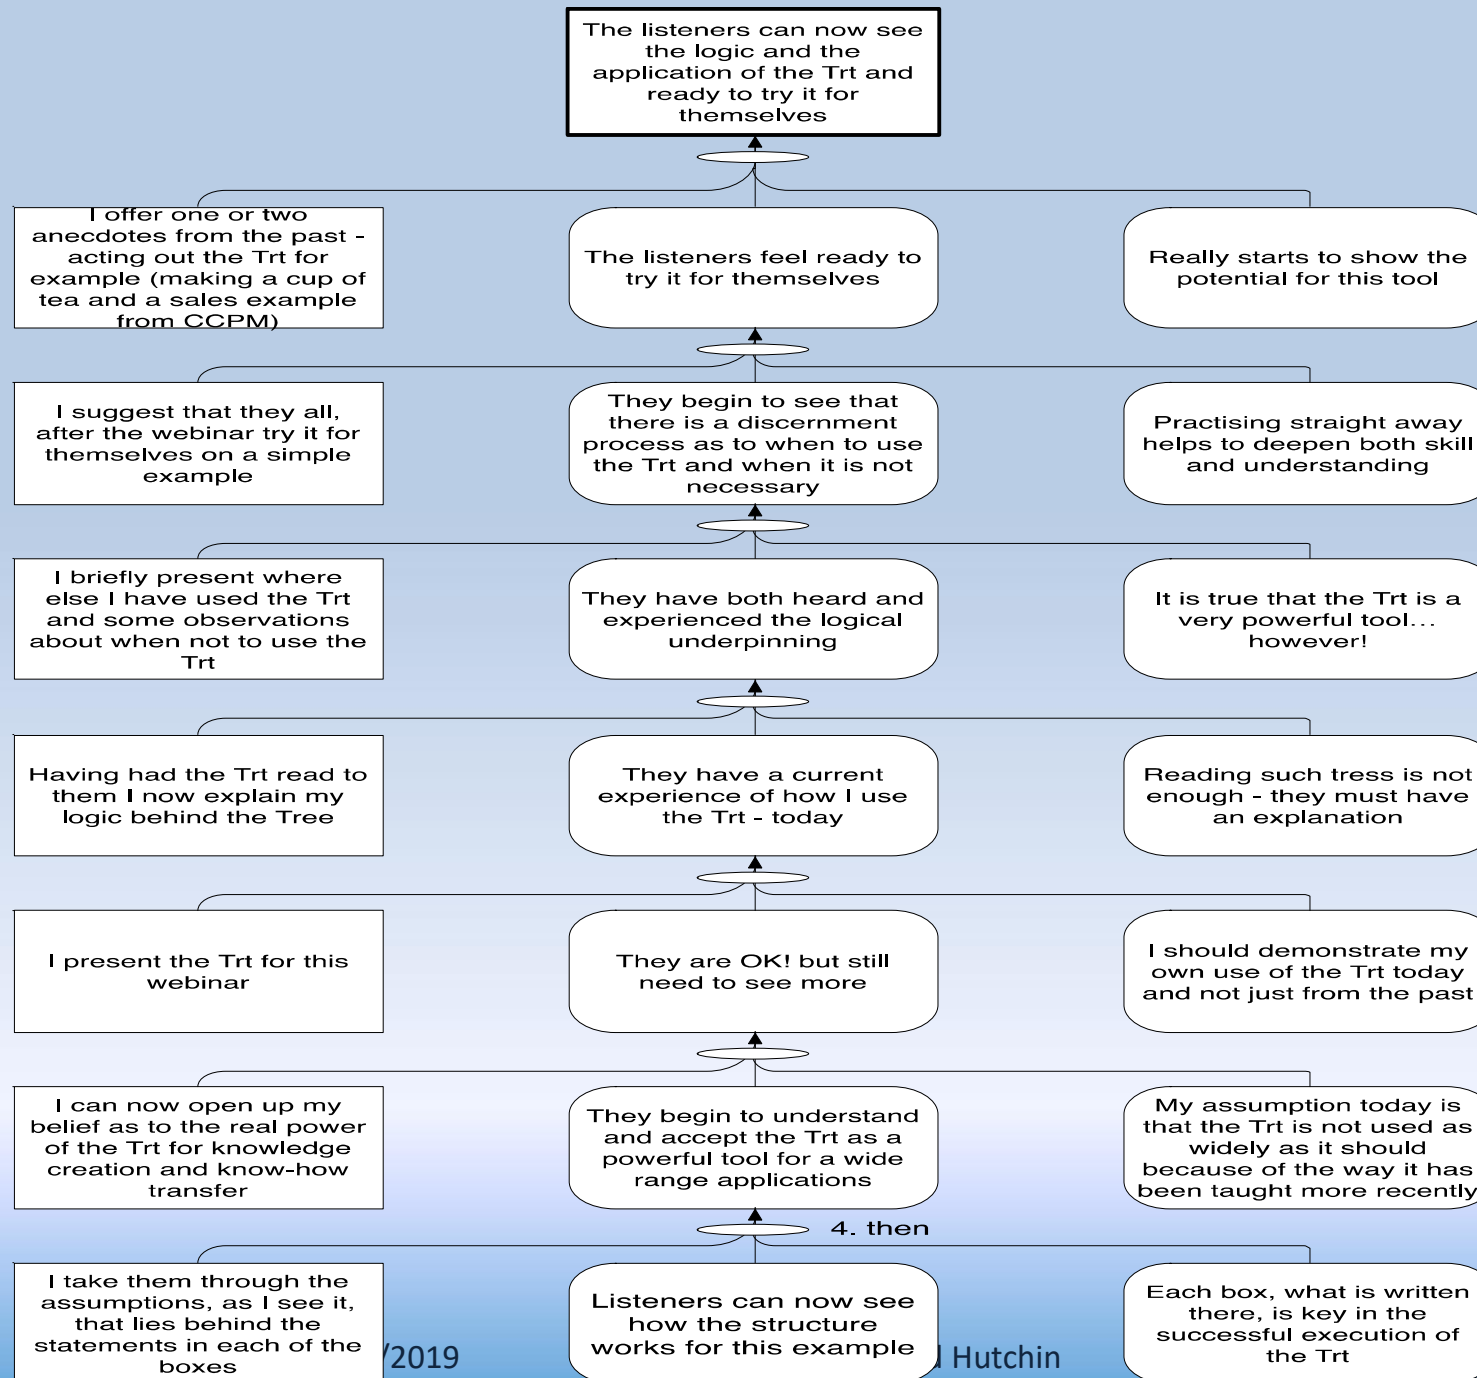 The listeners can now see
the logic and the
application of the Trt and
ready to try it for
themselves
I offer one or two
anecdotes from the past -
acting out the Trt for
example (making a cup of
tea and a sales example
from CCPM)
The listeners feel ready to
try it for themselves
Really starts to show the
potential for this tool
I suggest that they all,
after the webinar try it for
themselves on a simple
example
They begin to see that
there is a discernment
process as to when to use
the Trt and when it is not
necessary
Practising straight away
helps to deepen both skill
and understanding
I briefly present where
else I have used the Trt
and some observations
about when not to use the
Trt
They have both heard and
experienced the logical
underpinning
It is true that the Trt is a
very powerful tool...
however!
Having had the Trt read to
them I now explain my
logic behind the Tree
They have a current
experience of how I use
the Trt - today
Reading such tress is not
enough - they must have
an explanation
I present the Trt for this
webinar
They are OK! but still
need to see more
I should demonstrate my
own use of the Trt today
and not just from the past
I can now open up my
belief as to the real power
of the Trt for knowledge
creation and know-how
transfer
They begin to understand
and accept the Trt as a
powerful tool for a wide
range applications
My assumption today is
that the Trt is not used as
widely as it should
because of the way it has
been taught more recently
4. then
I take them through the
assumptions, as I see it,
that lies behind the
statements in each of the
boxes
Listeners can now see
how the structure
works for this example
Each box, what is written
there, is key in the
successful execution of
the Trt
/2019
Hutchin